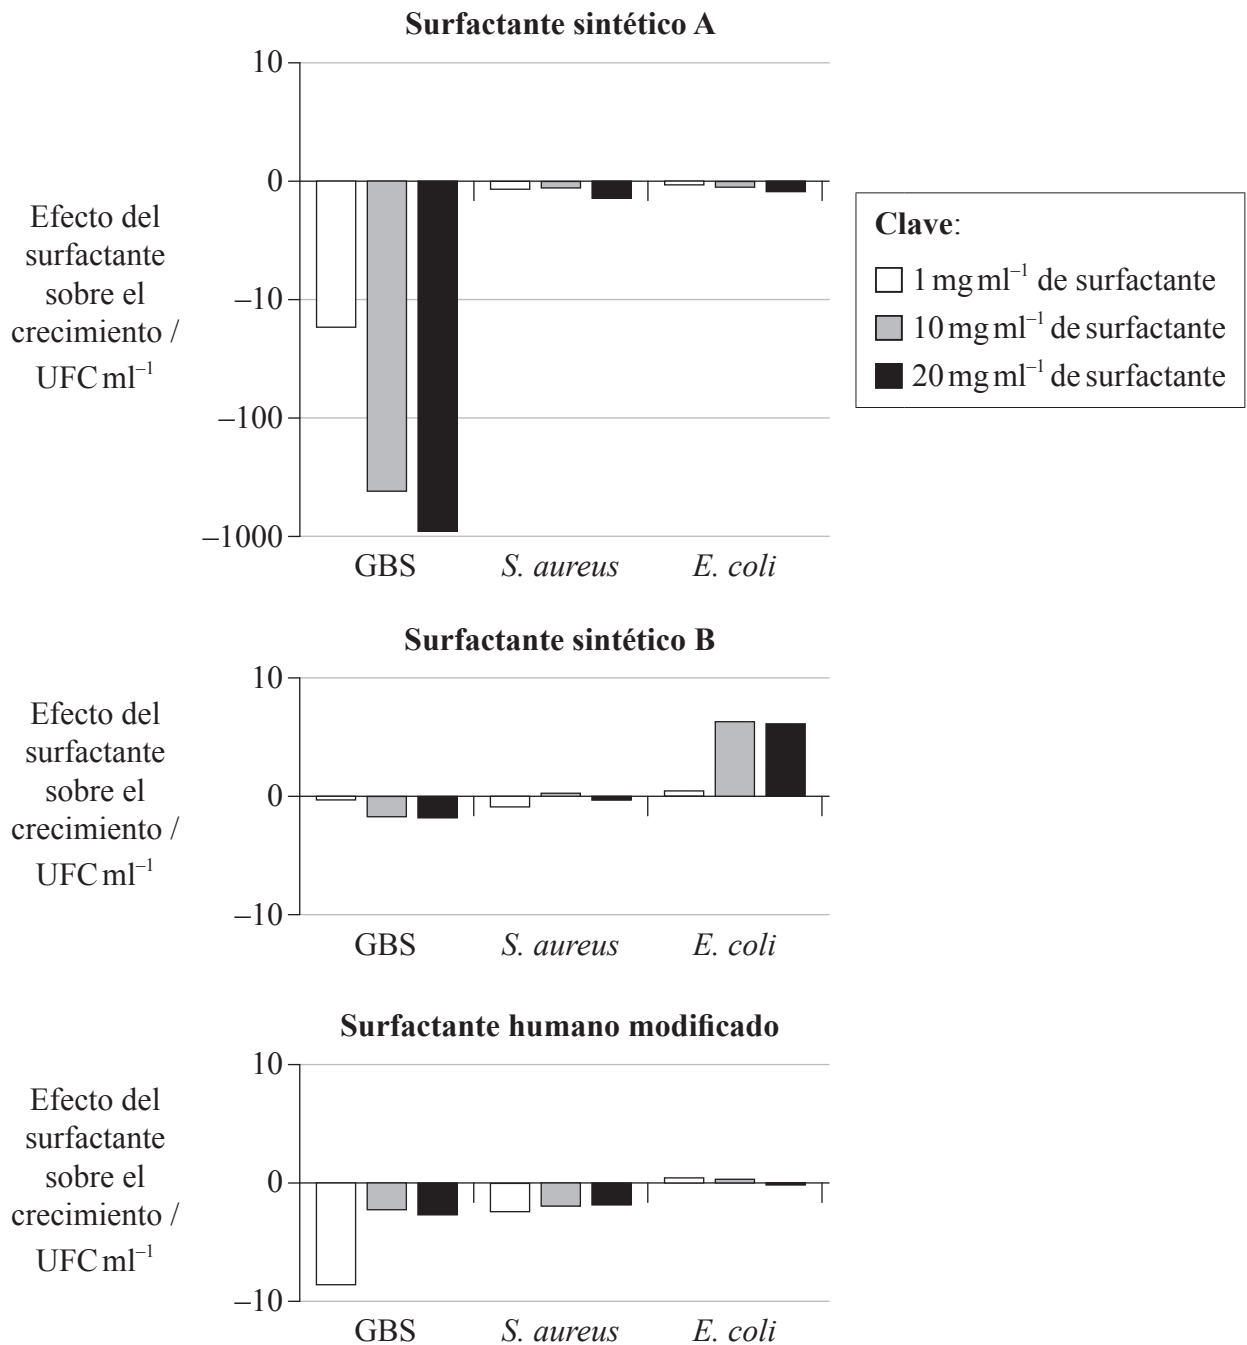 Surfactante sintético A
10
0
–10
–100
–1000
Efecto del
surfactante
sobre el
crecimiento /
UFC ml⁻¹
GBS
S. aureus
E. coli
Clave:
1 mg ml⁻¹ de surfactante
10 mg ml⁻¹ de surfactante
20 mg ml⁻¹ de surfactante
Surfactante sintético B
10
0
–10
Efecto del
surfactante
sobre el
crecimiento /
UFC ml⁻¹
GBS
S. aureus
E. coli
Surfactante humano modificado
10
0
–10
Efecto del
surfactante
sobre el
crecimiento /
UFC ml⁻¹
GBS
S. aureus
E. coli